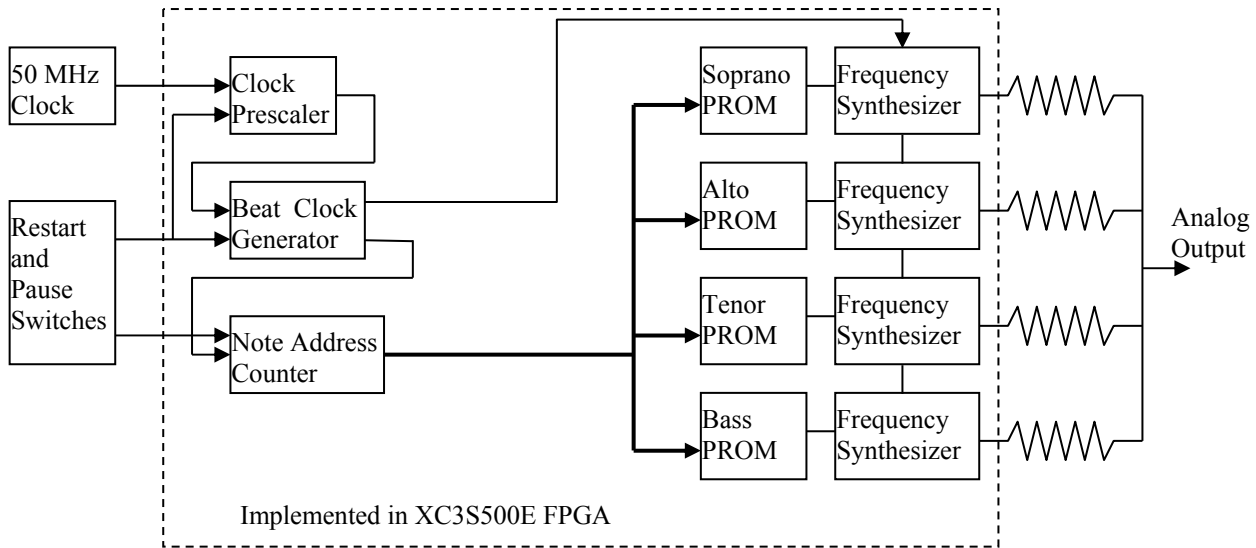 50 MHz
Clock
Clock
Prescaler
Soprano
PROM
Frequency
Synthesizer
Restart
and
Pause
Switches
Beat Clock
Generator
Alto
PROM
Frequency
Synthesizer
Analog
Output
Note Address
Counter
Tenor
PROM
Frequency
Synthesizer
Bass
PROM
Frequency
Synthesizer
Implemented in XC3S500E FPGA